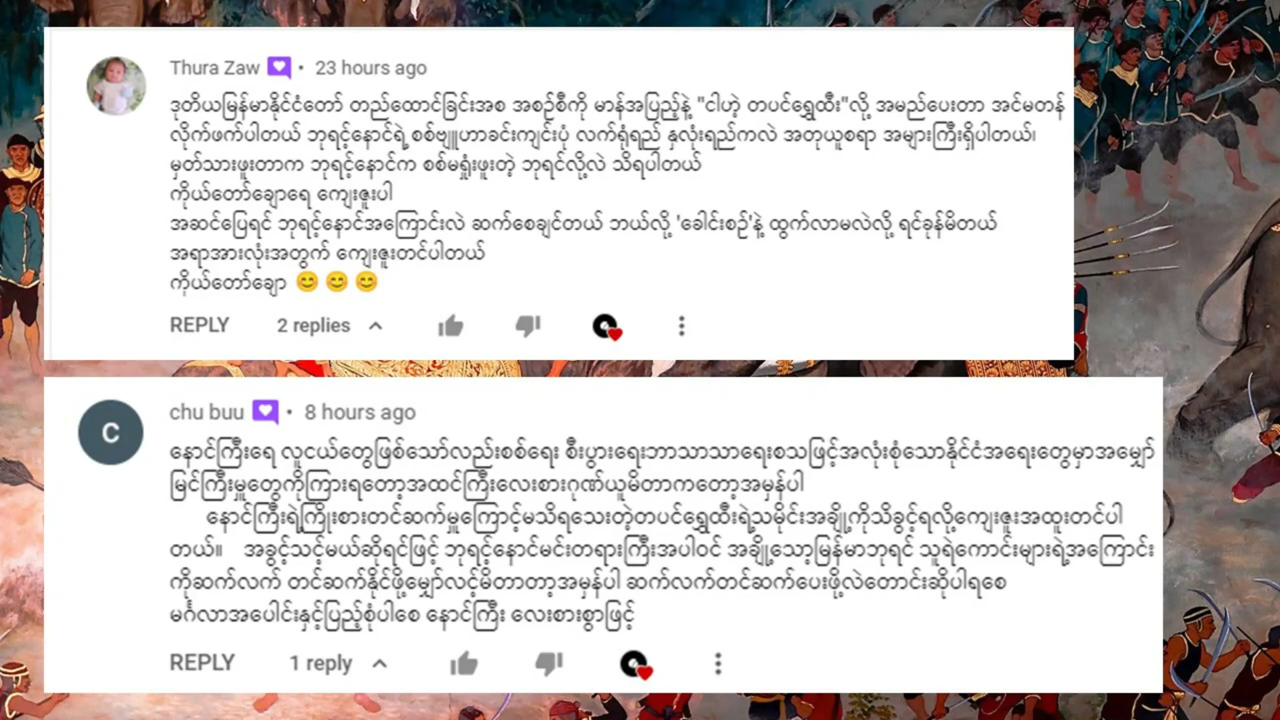 Thura Zaw • 23 hours ago
ဒုတိယမြန်မာနိုင်ငံတော် တည်ထောင်ခြင်းအစ အစဉ်စီကို မာန်အပြည့်နဲ့ "ငါဟဲ့ တပင်ရွှေထီး"လို့ အမည်ပေးတာ အင်မတန်
လိုက်ဖက်ပါတယ် ဘုရင့်နောင်ရဲ့ စစ်ဗျူဟာခင်းကျင်းပုံ လက်ရုံးရည် နှလုံးရည်ကလဲ အတုယူစရာ အများကြီးရှိပါတယ်၊
မှတ်သားဖူးတာက ဘုရင့်နောင်က စစ်မရှုံးဖူးတဲ့ ဘုရင်လို့လဲ သိရပါတယ်
ကိုယ်တော်ချောရေ ကျေးဇူးပါ
အဆင်ပြေရင် ဘုရင့်နောင်အကြောင်းလဲ ဆက်စေချင်တယ် ဘယ်လို 'ခေါင်းစဉ်'နဲ့ ထွက်လာမလဲလို့ ရင်ခုန်မိတယ်
အရာအားလုံးအတွက် ကျေးဇူးတင်ပါတယ်
ကိုယ်တော်ချော 😊 😊 😊
REPLY 2 replies
chu buu • 8 hours ago
C
နောင်ကြီးရေ လူငယ်တွေဖြစ်သော်လည်းစစ်ရေး စီးပွားရေးဘာသာသာရေးစသဖြင့်အလုံးစုံသောနိုင်ငံအရေးတွေမှာအမျှော်
မြင်ကြီးမှူတွေကိုကြားရတော့အထင်ကြီးလေးစားဂုဏ်ယူမိတာကတော့အမှန်ပါ
နောင်ကြီးရဲ့ကြိုးစားတင်ဆက်မှူကြောင့်မသိရသေးတဲ့တပင်ရွှေထီးရဲ့သမိုင်းအချို့ကိုသိခွင့်ရလို့ကျေးဇူးအထူးတင်ပါ
တယ်။ အခွင့်သင့်မယ်ဆိုရင်ဖြင့် ဘုရင့်နောင်မင်းတရားကြီးအပါဝင် အချို့သော့မြန်မာဘုရင် သူရဲကောင်းများရဲ့အကြောင်း
ကိုဆက်လက် တင်ဆက်နိုင်ဖို့မျှော်လင့်မိတာတာ့အမှန်ပါ ဆက်လက်တင်ဆက်ပေးဖို့လဲတောင်းဆိုပါရစေ
မင်္ဂလာအပေါင်းနှင့်ပြည့်စုံပါစေ နောင်ကြီး လေးစားစွာဖြင့်
REPLY 1 reply